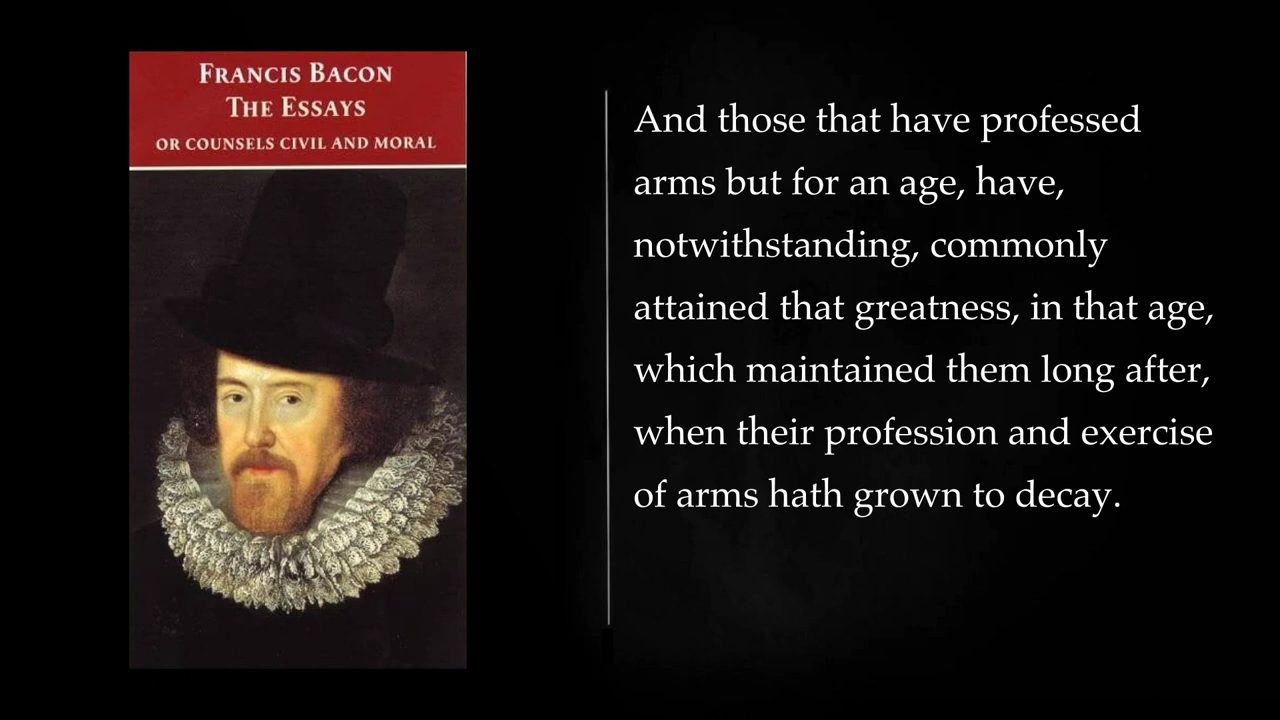 FRANCIS BACON
THE ESSAYS
OR COUNSELS CIVIL AND MORAL
And those that have professed
arms but for an age, have,
notwithstanding, commonly
attained that greatness, in that age,
which maintained them long after,
when their profession and exercise
of arms hath grown to decay.